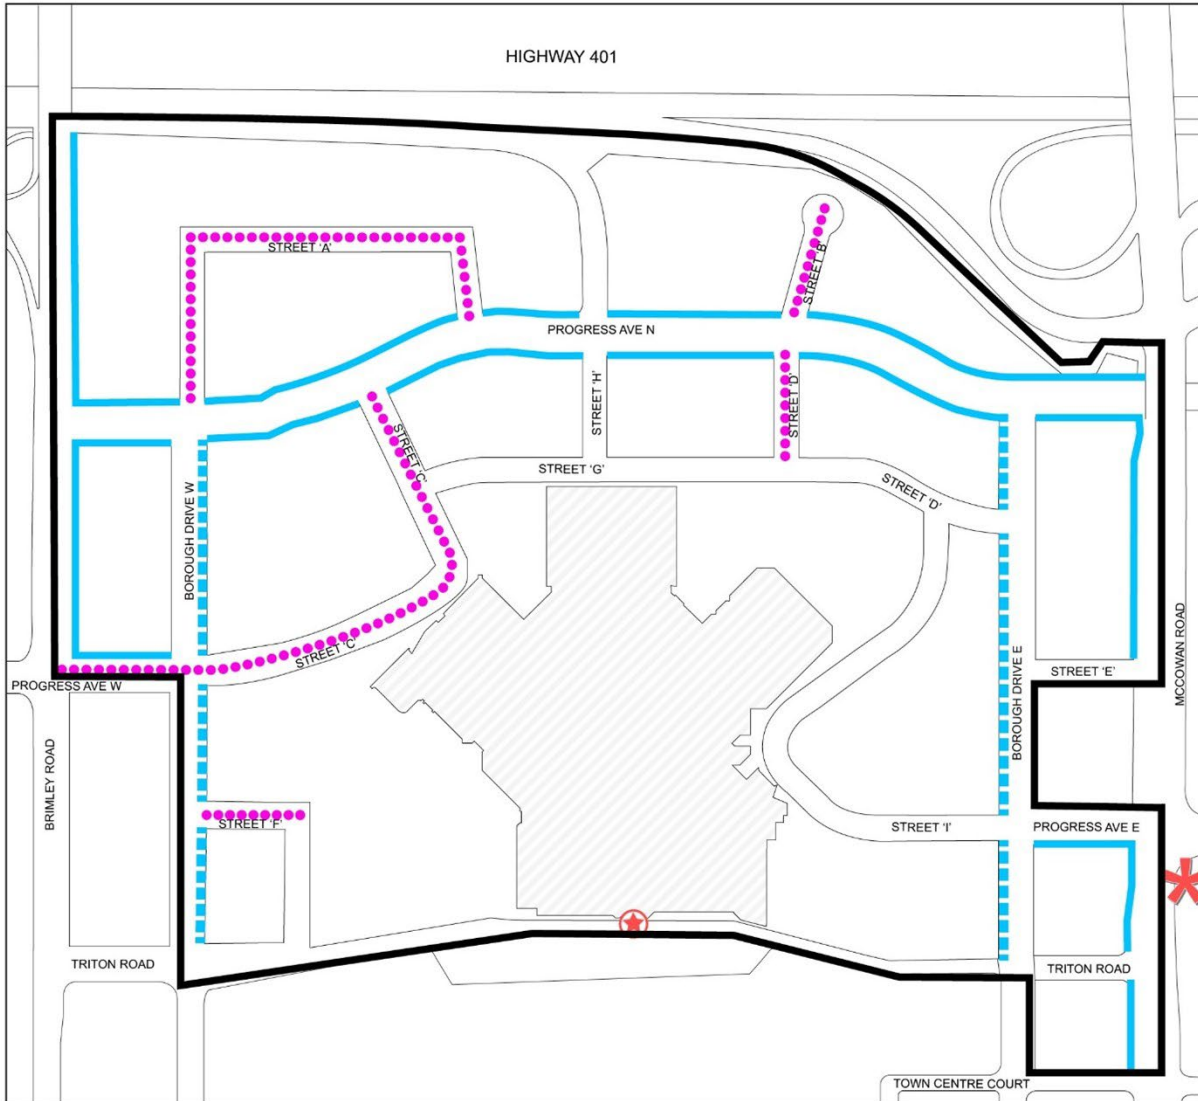 HIGHWAY 401
STREET 'A'
STREET 'B'
PROGRESS AVE N
STREET 'H'
STREET 'D'
STREET 'C'
STREET 'G'
STREET 'D'
BOROUGH DRIVE W
STREET 'C'
PROGRESS AVE W
STREET 'E'
MCCOWAN ROAD
BOROUGH DRIVE E
BRIMLEY ROAD
STREET 'F'
STREET 'I'
PROGRESS AVE E
TRITON ROAD
TRITON ROAD
TOWN CENTRE COURT